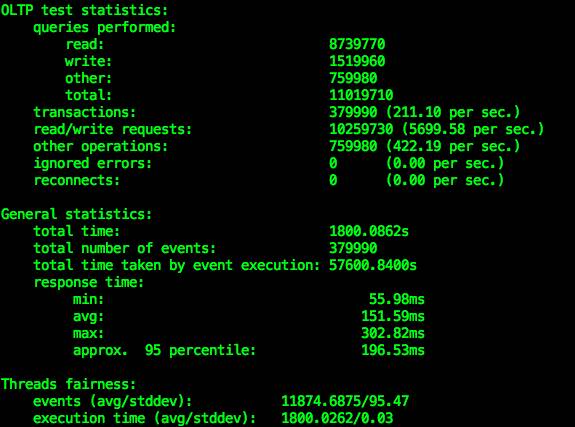 OLTP test statistics:
    queries performed:
        read:                            8739770
        write:                           1519960
        other:                           759980
        total:                           11019710
    transactions:                        379990 (211.10 per sec.)
    read/write requests:                 10259730 (5699.58 per sec.)
    other operations:                    759980 (422.19 per sec.)
    ignored errors:                      0      (0.00 per sec.)
    reconnects:                          0      (0.00 per sec.)

General statistics:
    total time:                          1800.0862s
    total number of events:              379990
    total time taken by event execution: 57600.8400s
    response time:
         min:                                 55.98ms
         avg:                                151.59ms
         max:                                302.82ms
         approx.  95 percentile:             196.53ms

Threads fairness:
    events (avg/stddev):           11874.6875/95.47
    execution time (avg/stddev):   1800.0262/0.03